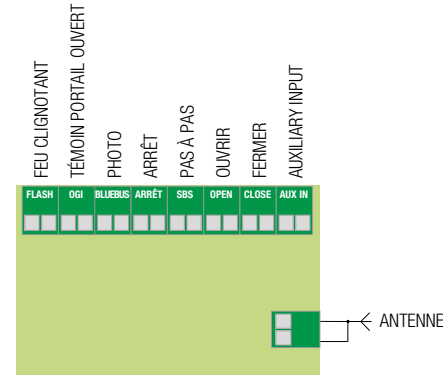 FEU CLIGNOTANT
TÉMOIN PORTAIL OUVERT
PHOTO
ARRÊT
PAS À PAS
OUVRIR
FERMER
AUXILIARY INPUT
FLASH
OGI
BLUEBUS
ARRÊT
SBS
OPEN
CLOSE
AUX IN
ANTENNE